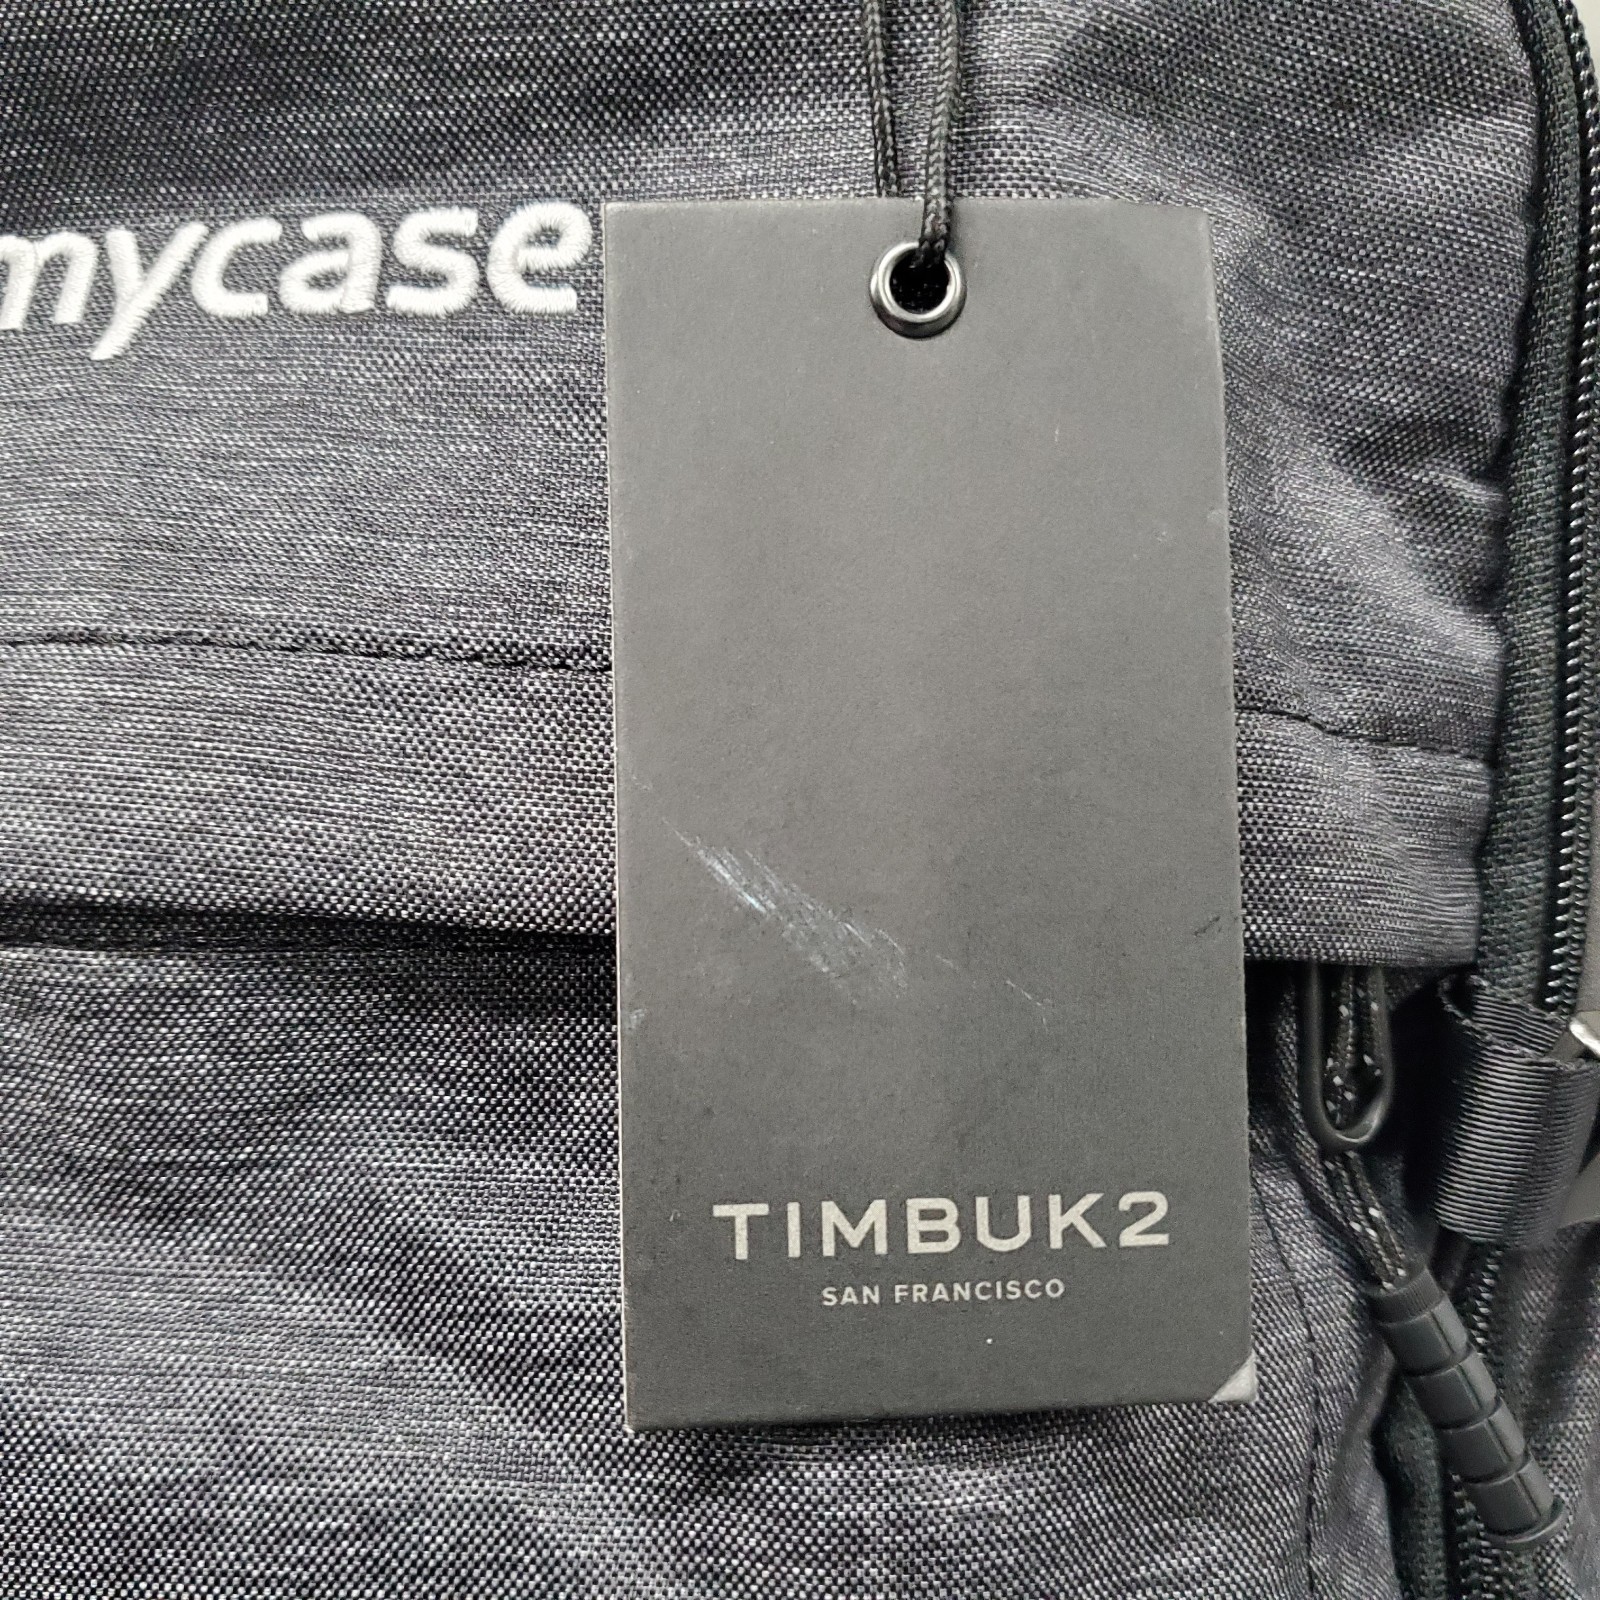 mycase
TIMBUK2
SAN FRANCISCO